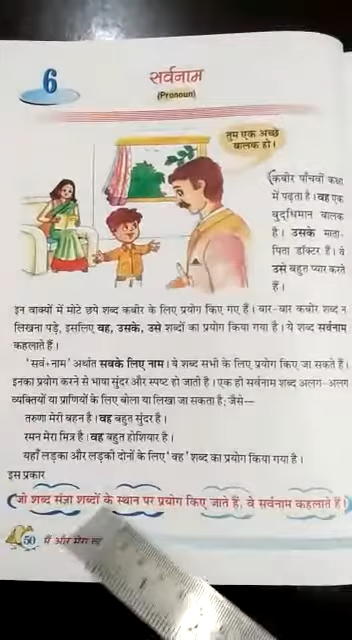 6
सर्वनाम
(Pronoun)
तुम एक अच्छे
बालक हो।
कबीर पाँचवीं कक्षा
में पढ़ता है। वह एक
बुद्धिमान बालक
है। उसके माता-
पिता डॉक्टर हैं। वे
उसे बहुत प्यार करते
हैं।
इन वाक्यों में मोटे छपे शब्द कबीर के लिए प्रयोग किए गए हैं। बार-बार कबीर शब्द न
लिखना पड़े, इसलिए वह, उसके, उसे शब्दों का प्रयोग किया गया है। ये शब्द सर्वनाम
कहलाते हैं।
'सर्व+नाम' अर्थात सबके लिए नाम। ये शब्द सभी के लिए प्रयोग किए जा सकते हैं।
इनका प्रयोग करने से भाषा सुंदर और स्पष्ट हो जाती है। एक ही सर्वनाम शब्द अलग-अलग
व्यक्तियों या प्राणियों के लिए बोला या लिखा जा सकता है; जैसे—
तरुणा मेरी बहन है। वह बहुत सुंदर है।
रमन मेरा मित्र है। वह बहुत होशियार है।
यहाँ लड़का और लड़की दोनों के लिए 'वह' शब्द का प्रयोग किया गया है।
इस प्रकार
जो शब्द संज्ञा शब्दों के स्थान पर प्रयोग किए जाते हैं, वे सर्वनाम कहलाते हैं।
50 मैं और मेरा